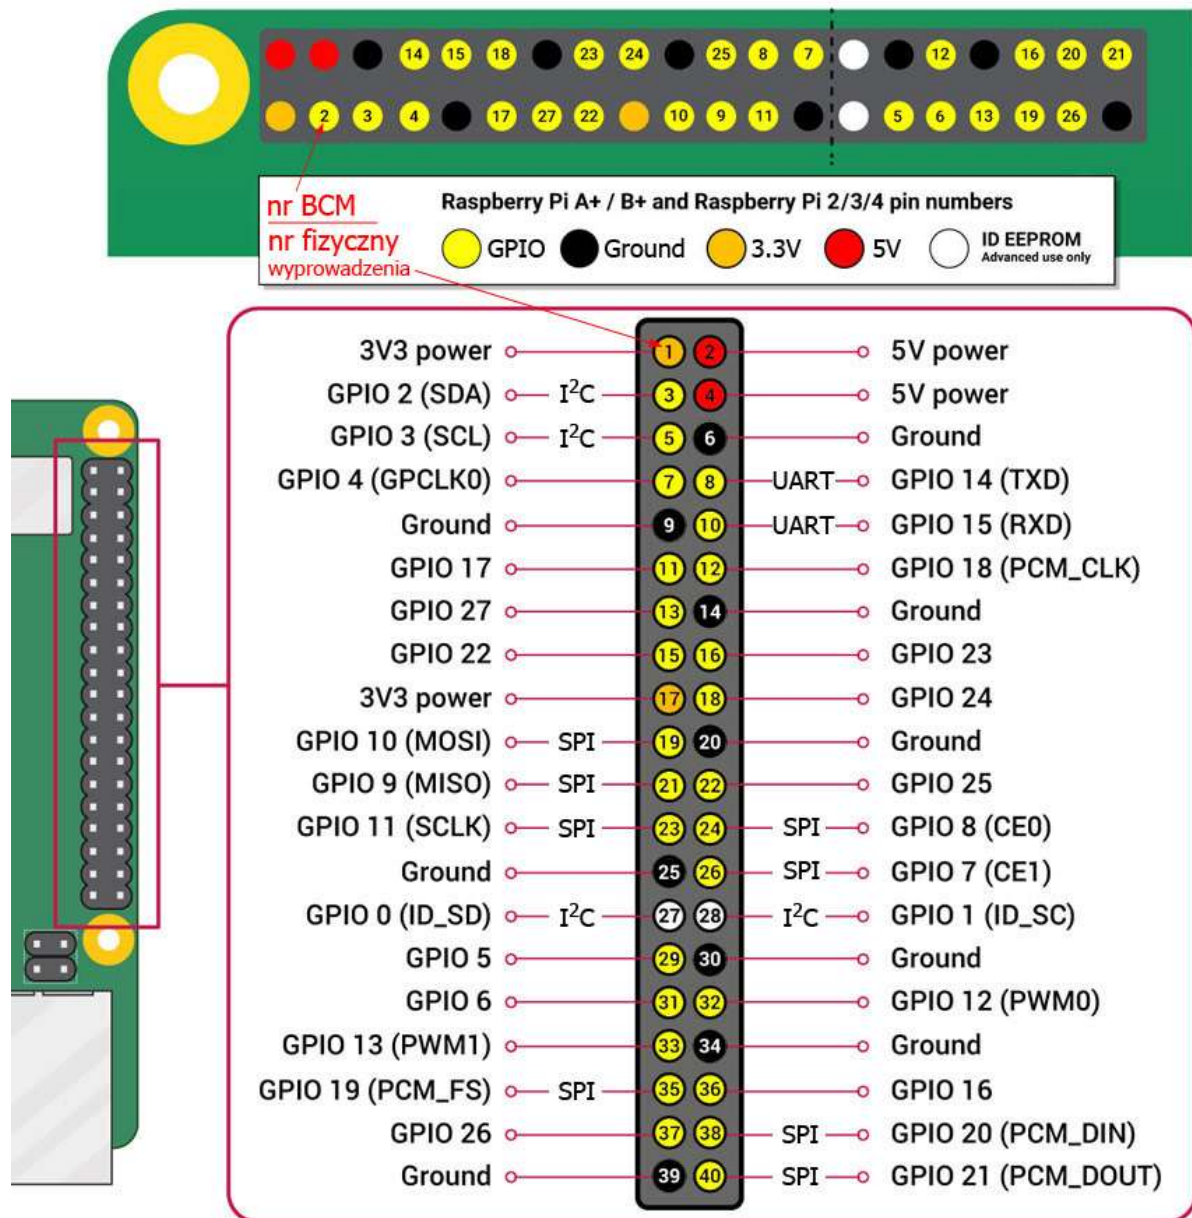 14 15 18 23 24 25 8 7 12 16 20 21
2 3 4 17 27 22 10 9 11 5 6 13 19 26
nr BCM
nr fizyczny
wyprowadzenia
Raspberry Pi A+ / B+ and Raspberry Pi 2/3/4 pin numbers
GPIO Ground 3.3V 5V ID EEPROM
Advanced use only
3V3 power 1 2 5V power
GPIO 2 (SDA) I²C 3 4 5V power
GPIO 3 (SCL) I²C 5 6 Ground
GPIO 4 (GPCLK0) 7 8 UART GPIO 14 (TXD)
Ground 9 10 UART GPIO 15 (RXD)
GPIO 17 11 12 GPIO 18 (PCM_CLK)
GPIO 27 13 14 Ground
GPIO 22 15 16 GPIO 23
3V3 power 17 18 GPIO 24
GPIO 10 (MOSI) SPI 19 20 Ground
GPIO 9 (MISO) SPI 21 22 GPIO 25
GPIO 11 (SCLK) SPI 23 24 SPI GPIO 8 (CE0)
Ground 25 26 SPI GPIO 7 (CE1)
GPIO 0 (ID_SD) I²C 27 28 I²C GPIO 1 (ID_SC)
GPIO 5 29 30 Ground
GPIO 6 31 32 GPIO 12 (PWM0)
GPIO 13 (PWM1) 33 34 Ground
GPIO 19 (PCM_FS) SPI 35 36 GPIO 16
GPIO 26 37 38 SPI GPIO 20 (PCM_DIN)
Ground 39 40 SPI GPIO 21 (PCM_DOUT)